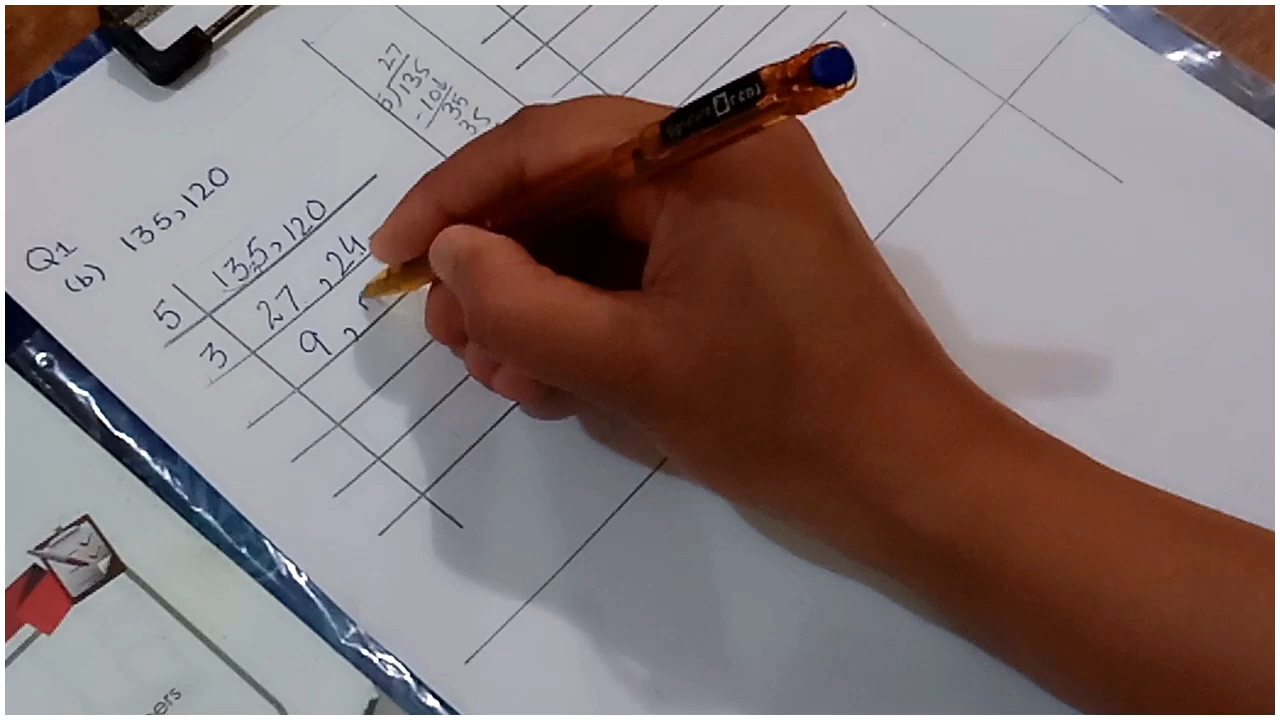 Q1
(b) 135, 120
5 135, 120
3 27, 24
9,
27
5)135
-10↓
35
35